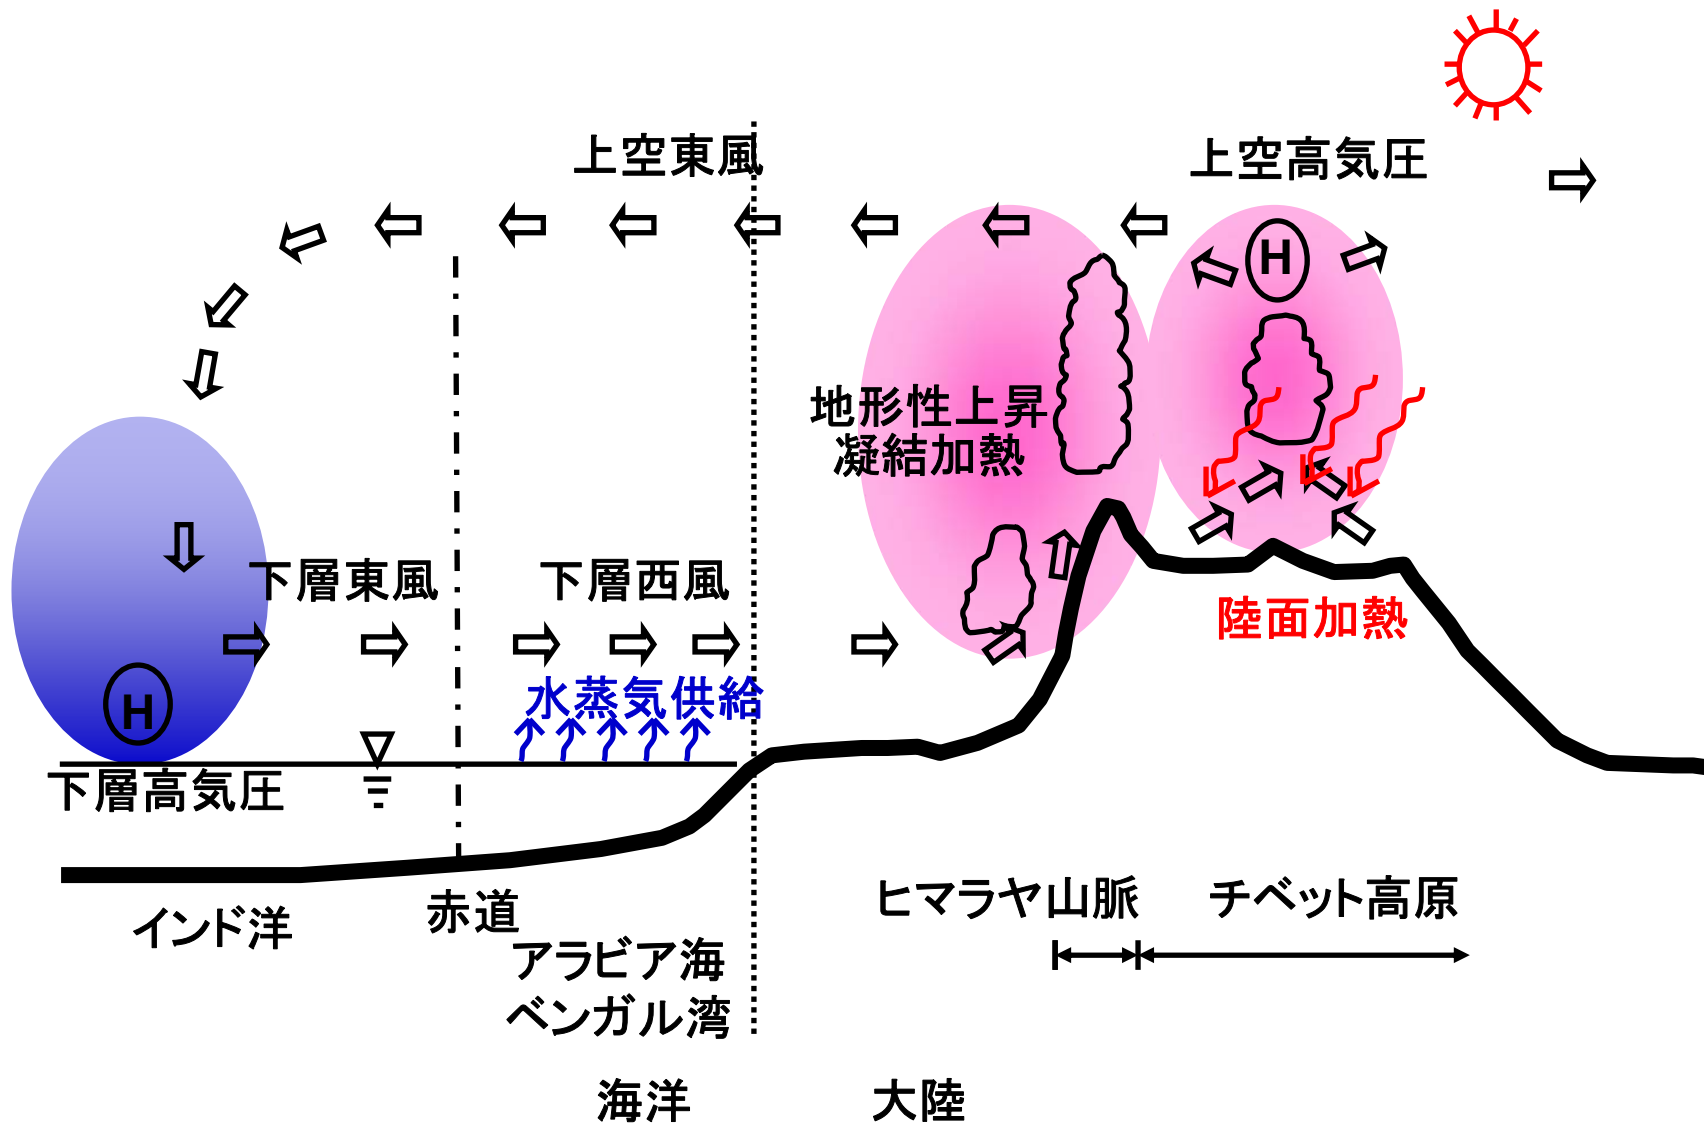 上空東風
上空高気圧
H
地形性上昇
凝結加熱
下層東風
下層西風
陸面加熱
水蒸気供給
H
下層高気圧
ヒマラヤ山脈
チベット高原
インド洋
赤道
アラビア海
ベンガル湾
海洋
大陸